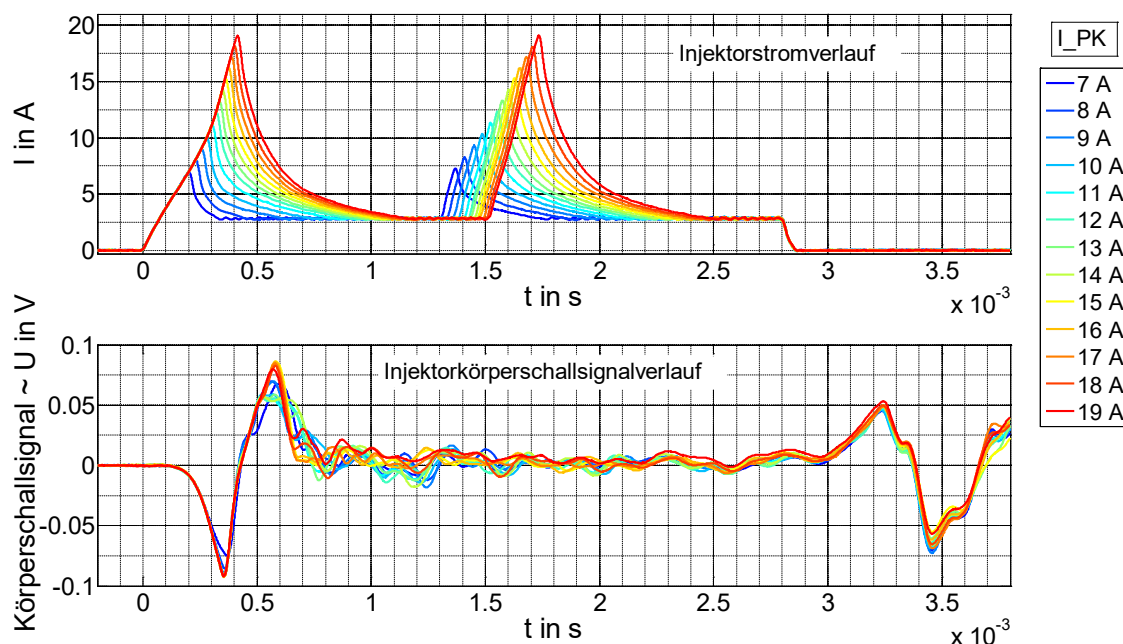 I in A
20
15
10
5
0
Injektorstromverlauf
0 0.5 1 1.5 2 2.5 3 3.5
t in s
x 10-3
Körperschallsignal ~ U in V
0.1
0.05
0
-0.05
-0.1
Injektorkörperschallsignalverlauf
0 0.5 1 1.5 2 2.5 3 3.5
t in s
x 10-3
I_PK
7 A
8 A
9 A
10 A
11 A
12 A
13 A
14 A
15 A
16 A
17 A
18 A
19 A